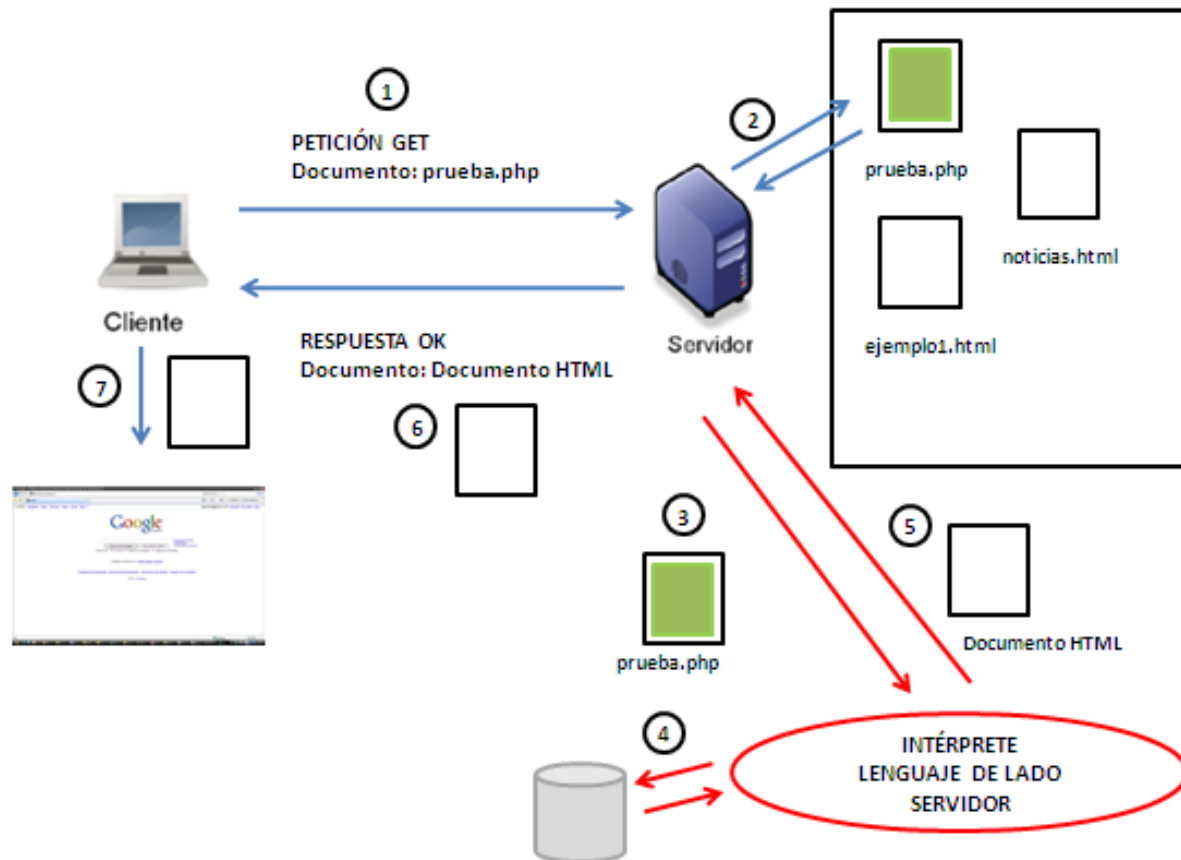 1
PETICIÓN GET
Documento: prueba.php
2
prueba.php
noticias.html
ejemplo1.html
Cliente
Servidor
RESPUESTA OK
Documento: Documento HTML
7
6
Google
3
prueba.php
5
Documento HTML
4
INTÉRPRETE
LENGUAJE DE LADO
SERVIDOR